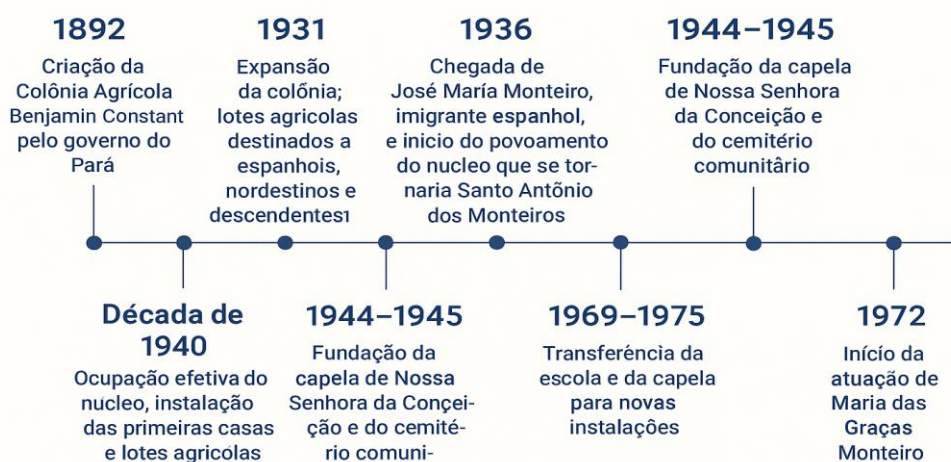 1892
Criação da
Colônia Agrícola
Benjamin Constant
pelo governo do
Pará
1931
Expansão
da colônia;
lotes agricolas
destinados a
espanhois,
nordestinos e
descendentes1
1936
Chegada de
José María Monteiro,
imigrante espanhol,
e inicio do povoamento
do nucleo que se tor-
naria Santo Antõnio
dos Monteiros
1944–1945
Fundação da capela
de Nossa Senhora
da Conceição e
do cemitério
comunitârio
Década de
1940
Ocupação efetiva do
nucleo, instalação
das primeiras casas
e lotes agricolas
1944–1945
Fundação da
capela de Nossa
Senhora da Conçei-
ção e do cemité-
rio comuni-
1969–1975
Transferéncia da
escola e da capela
para novas
instalações
1972
Início da
atuação de
Maria das
Graças
Monteiro